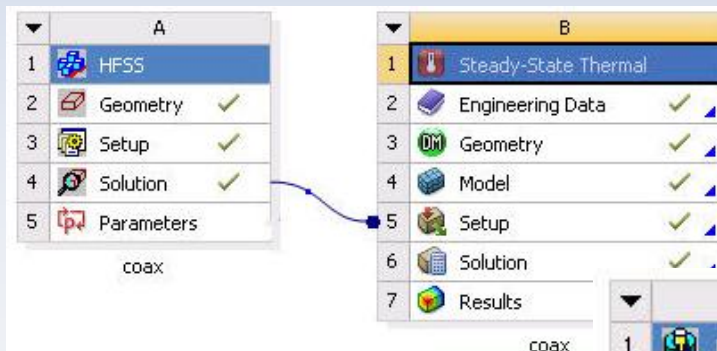 A
1 HFSS
2 Geometry
3 Setup
4 Solution
5 Parameters
coax
B
1 Steady-State Thermal
2 Engineering Data
3 DM Geometry
4 Model
5 Setup
6 Solution
7 Results
coax
1